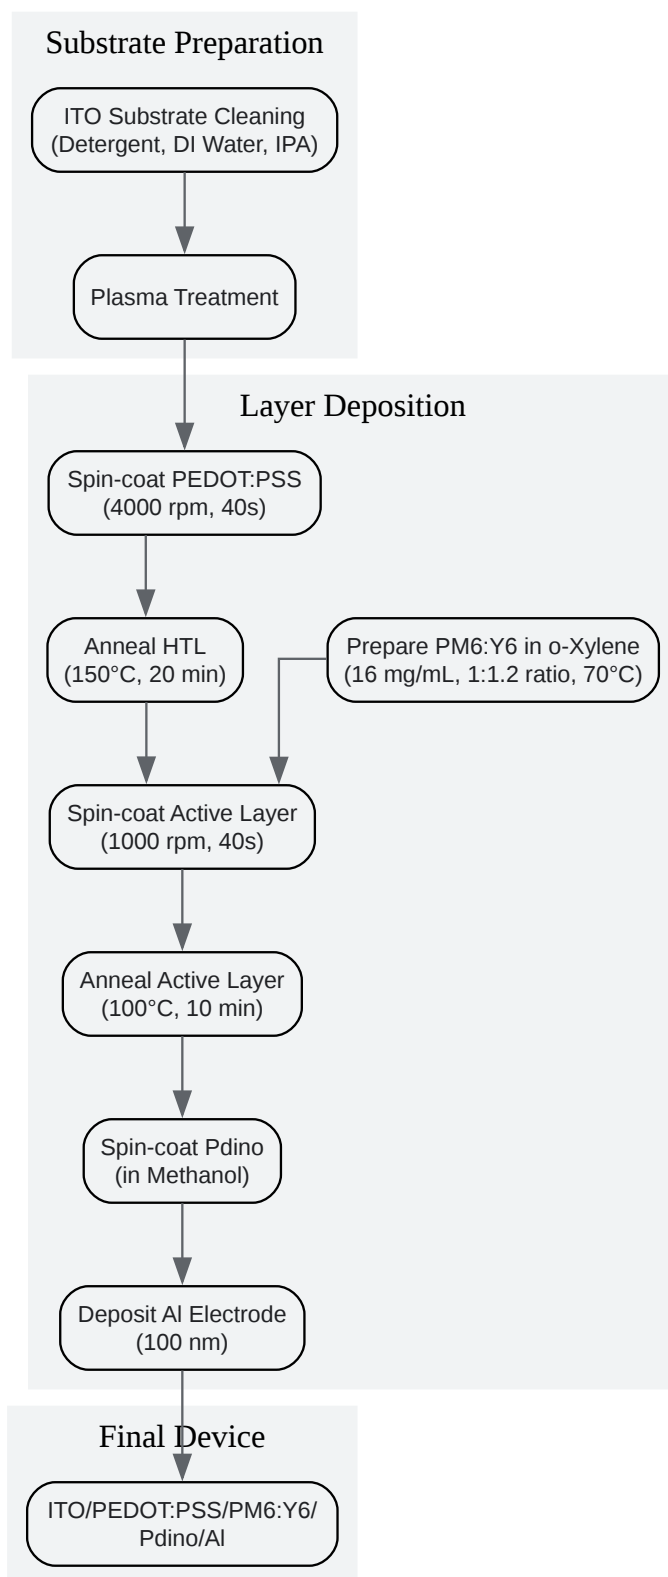 Substrate Preparation
ITO Substrate Cleaning
(Detergent, DI Water, IPA)
Plasma Treatment
Layer Deposition
Spin-coat PEDOT:PSS
(4000 rpm, 40s)
Anneal HTL
(150°C, 20 min)
Prepare PM6:Y6 in o-Xylene
(16 mg/mL, 1:1.2 ratio, 70°C)
Spin-coat Active Layer
(1000 rpm, 40s)
Anneal Active Layer
(100°C, 10 min)
Spin-coat Pdino
(in Methanol)
Deposit Al Electrode
(100 nm)
Final Device
ITO/PEDOT:PSS/PM6:Y6/
Pdino/Al